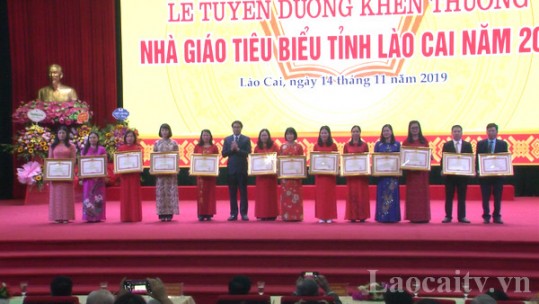 LỄ TUYÊN DƯƠNG KHEN THƯỞNG
NHÀ GIÁO TIÊU BIỂU TỈNH LÀO CAI NĂM 20
Lào Cai, ngày 14 tháng 11 năm 2019
Laocaitv.vn